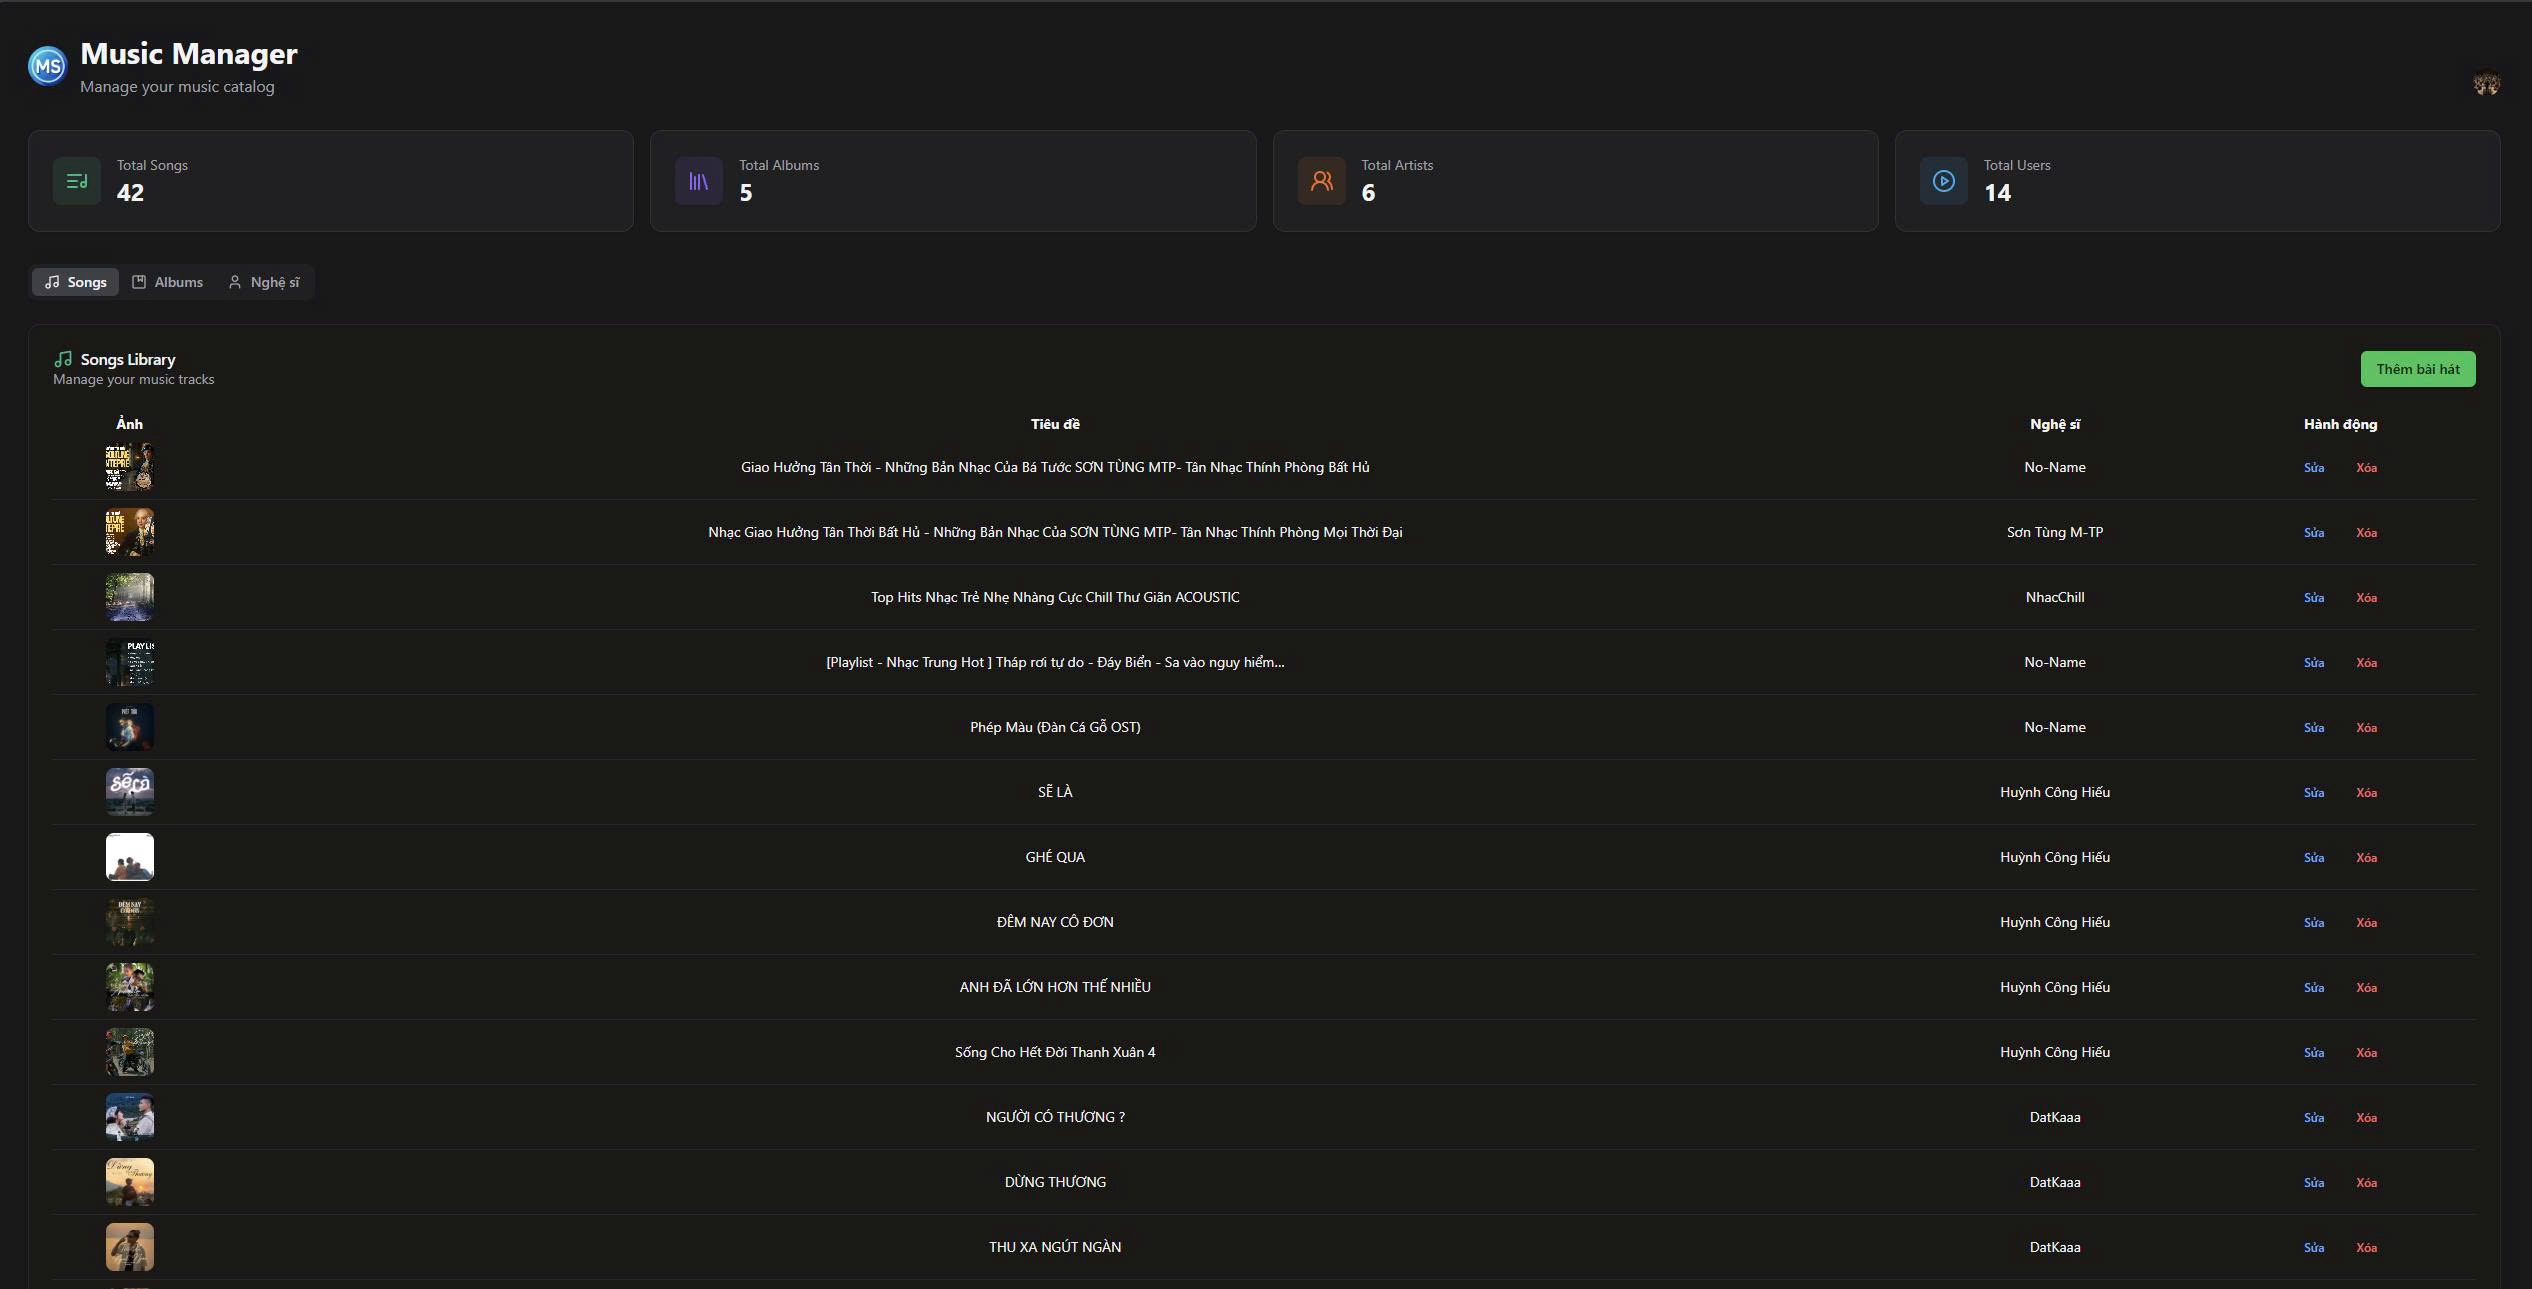 MS
Music Manager
Manage your music catalog
Total Songs
42
Total Albums
5
Total Artists
6
Total Users
14
Songs Albums Nghệ sĩ
Songs Library
Manage your music tracks
Thêm bài hát
Ảnh Tiêu đề Nghệ sĩ Hành động
Giao Hưởng Tân Thời - Những Bản Nhạc Của Bá Tước SƠN TÙNG MTP- Tân Nhạc Thính Phòng Bất Hủ No-Name Sửa Xóa
Nhạc Giao Hưởng Tân Thời Bất Hủ - Những Bản Nhạc Của SƠN TÙNG MTP- Tân Nhạc Thính Phòng Mọi Thời Đại Sơn Tùng M-TP Sửa Xóa
Top Hits Nhạc Trẻ Nhẹ Nhàng Cực Chill Thư Giãn ACOUSTIC NhacChill Sửa Xóa
[Playlist - Nhạc Trung Hot ] Tháp rơi tự do - Đáy Biển - Sa vào nguy hiểm... No-Name Sửa Xóa
Phép Màu (Đàn Cá Gỗ OST) No-Name Sửa Xóa
SẼ LÀ Huỳnh Công Hiếu Sửa Xóa
GHÉ QUA Huỳnh Công Hiếu Sửa Xóa
ĐÊM NAY CÔ ĐƠN Huỳnh Công Hiếu Sửa Xóa
ANH ĐÃ LỚN HƠN THẾ NHIỀU Huỳnh Công Hiếu Sửa Xóa
Sống Cho Hết Đời Thanh Xuân 4 Huỳnh Công Hiếu Sửa Xóa
NGƯỜI CÓ THƯƠNG ? DatKaaa Sửa Xóa
DỪNG THƯƠNG DatKaaa Sửa Xóa
THU XA NGÚT NGÀN DatKaaa Sửa Xóa